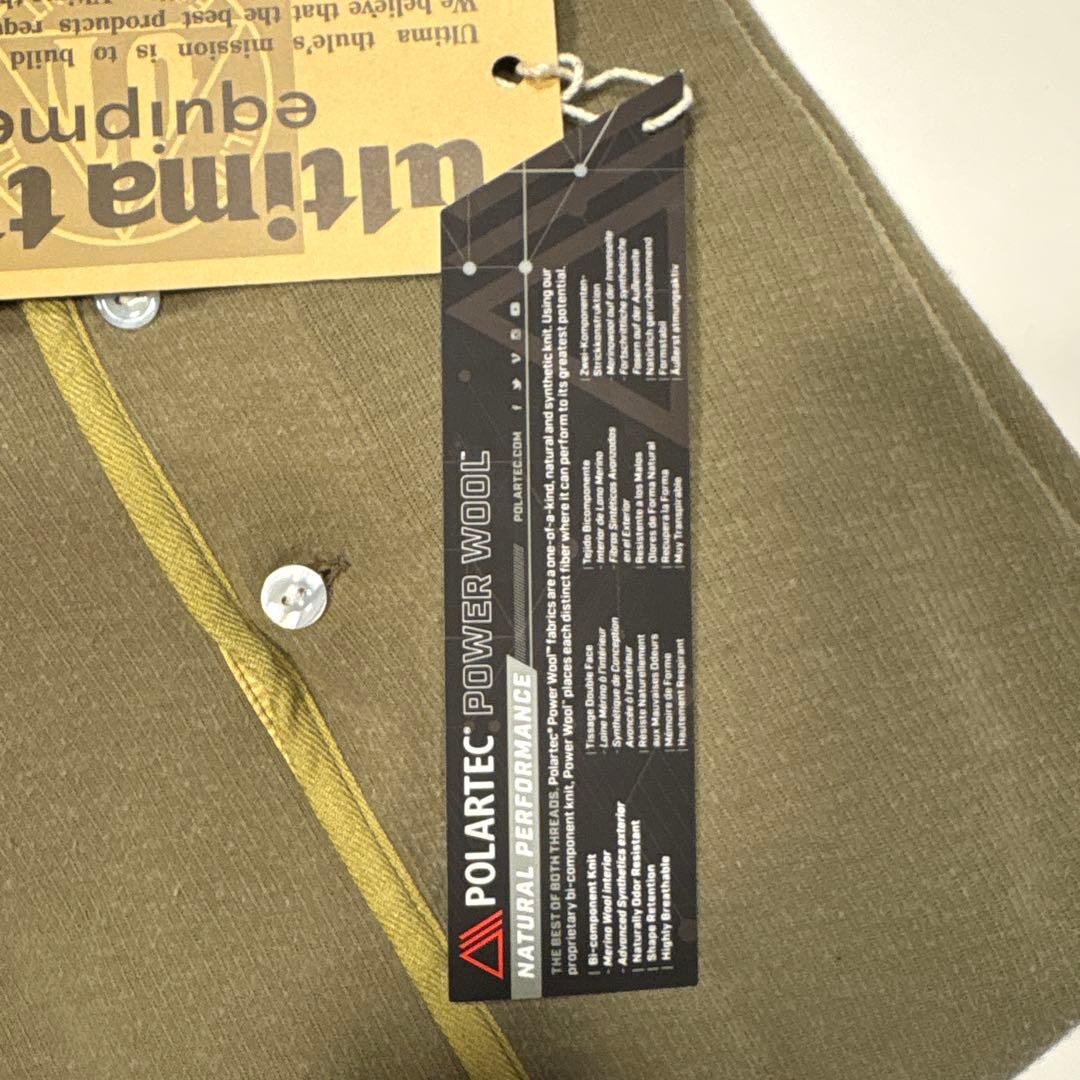 ultima t
equipme
Ultima thule's mission is to build
We believe that the best products requ
POLARTEC® POWER WOOL™
NATURAL PERFORMANCE
POLARTEC.COM
THE BEST OF BOTH THREADS. Polartec® Power Wool™ fabrics are a one-of-a-kind, natural and synthetic knit. Using our
proprietary bi-component knit, Power Wool™ places each distinct fiber where it can perform to its greatest potential.
| Bi-component Knit
- Merino Wool interior
- Advanced Synthetics exterior
| Naturally Odor Resistant
| Shape Retention
| Highly Breathable
| Tissage Double Face
- Laine Mérino à l'intérieur
- Synthétique de Conception
Avancée à l'extérieur
| Résiste Naturellement
aux Mauvaises Odeurs
| Mémoire de Forme
| Hautement Respirant
| Tejido Bicomponente
- Interior de Lana Merino
- Fibras Sintéticas Avanzadas
en el Exterior
| Resistente a los Malos
Olores de Forma Natural
| Recupera la Forma
| Muy Transpirable
| Zwei-Komponenten-
Strickkonstruktion
- Merinowool auf der Innenseite
- Fortschrittliche synthetische
Fasern auf der Außenseite
| Natürlich geruchshemmend
| Formstabil
| Äußerst atmungsaktiv